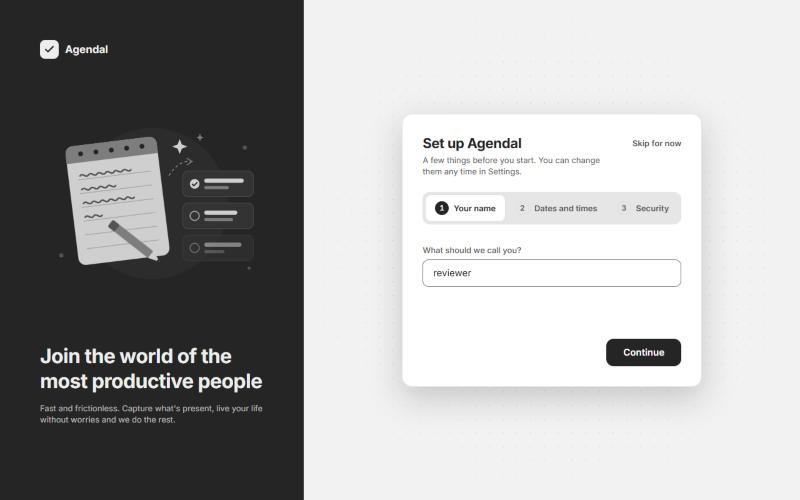 Agendal
Join the world of the
most productive people
Fast and frictionless. Capture what's present, live your life
without worries and we do the rest.
Set up Agendal
Skip for now
A few things before you start. You can change
them any time in Settings.
1 Your name
2 Dates and times
3 Security
What should we call you?
reviewer
Continue